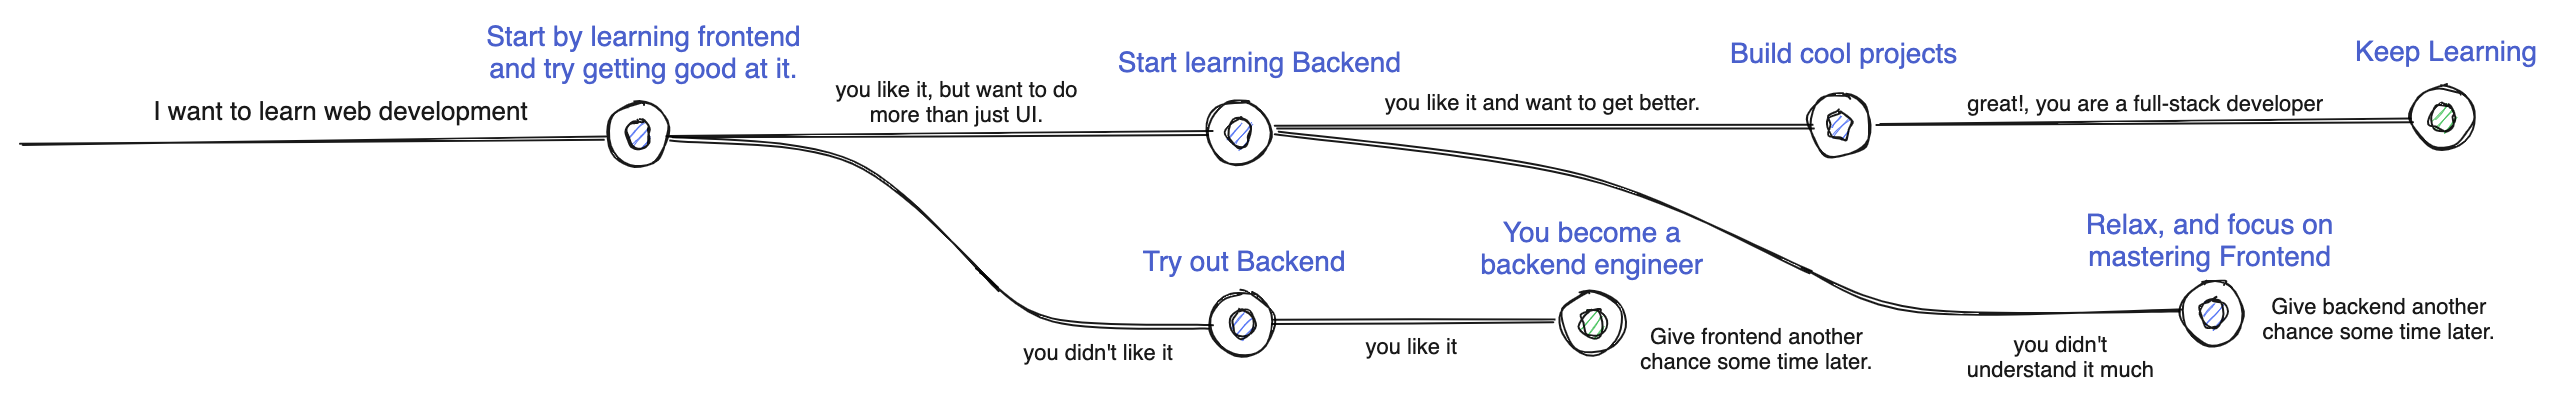 Start by learning frontend
and try getting good at it.
I want to learn web development
you like it, but want to do
more than just UI.
Start learning Backend
you like it and want to get better.
Build cool projects
great!, you are a full-stack developer
Keep Learning
you didn't like it
Try out Backend
you like it
You become a
backend engineer
Give frontend another
chance some time later.
you didn't
understand it much
Relax, and focus on
mastering Frontend
Give backend another
chance some time later.